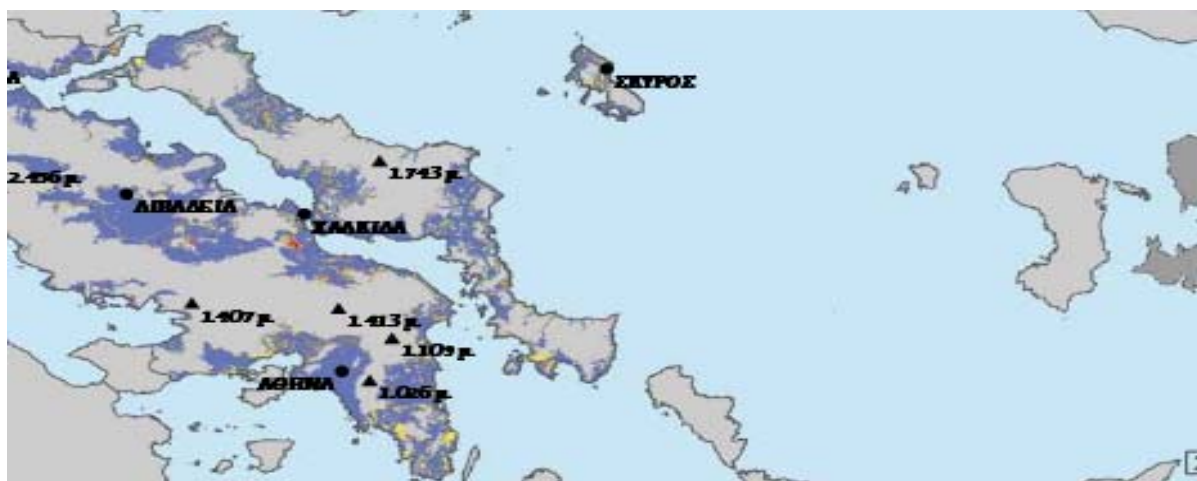 ΣΚΥΡΟΣ
1.743 μ.
2.456 μ.
ΛΙΒΑΔΕΙΑ
ΧΑΛΚΙΔΑ
1.407 μ.
1.413 μ.
1.109 μ.
ΑΘΗΝΑ
1.026 μ.